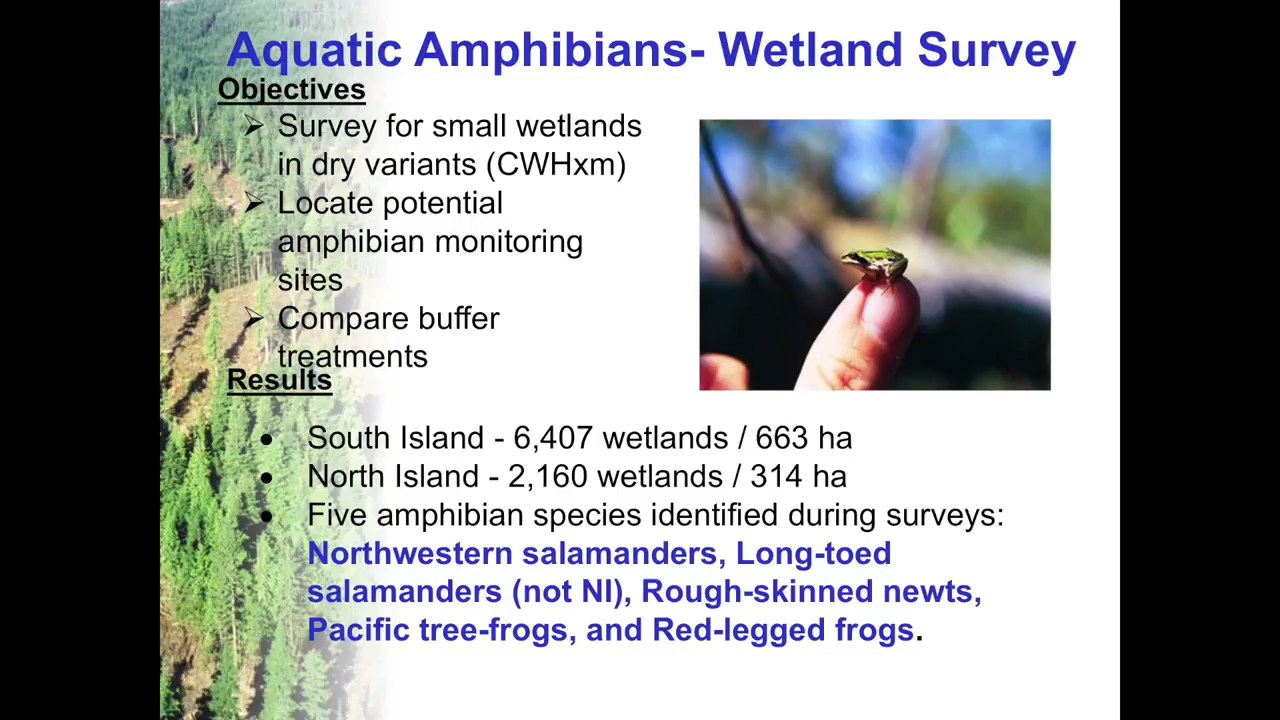 Aquatic Amphibians- Wetland Survey
Objectives
➢ Survey for small wetlands
in dry variants (CWHxm)
➢ Locate potential
amphibian monitoring
sites
➢ Compare buffer
treatments
Results
• South Island - 6,407 wetlands / 663 ha
• North Island - 2,160 wetlands / 314 ha
• Five amphibian species identified during surveys:
Northwestern salamanders, Long-toed
salamanders (not NI), Rough-skinned newts,
Pacific tree-frogs, and Red-legged frogs.